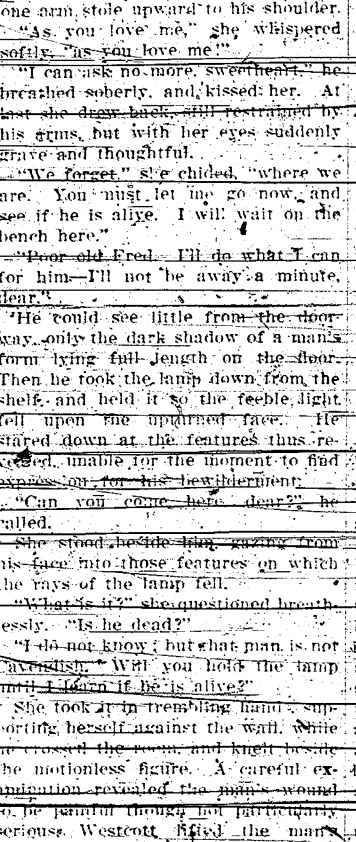 one arm stole upward to his shoulder.
"As you love me," she whispered
softly, "as you love me!"
"I can ask no more, sweetheart," he
breathed soberly, and kissed her. At
last she drew back, still restrained by
his arms, but with her eyes suddenly
grave and thoughtful.
"We forget," she chided, "where we
are. You must let me go now, and
see if he is alive. I will wait on the
bench here."
"Poor old Fred. I'll do what I can
for him—I'll not be away a minute,
dear."
He could see little from the door-
way, only the dark shadow of a man's
form lying full length on the floor.
Then he took the lamp down from the
shelf, and held it so the feeble light
fell upon the upturned face. He
stared down at the features thus re-
vealed, unable for the moment to find
expression for his bewilderment.
"Can you come here, dear?" he
called.
She stood beside him, gazing from
his face into those features on which
the rays of the lamp fell.
"What is it?" she questioned breath-
lessly. "Is he dead?"
"I do not know; but that man is not
Cavendish. Will you hold the lamp
until I learn if he is alive?"
She took it in trembling hand, sup-
porting herself against the wall, while
he crossed the room, and knelt beside
the motionless figure. A careful ex-
amination revealed the man's wound
to be painful though not particularly
serious. Westcott lifted the man's